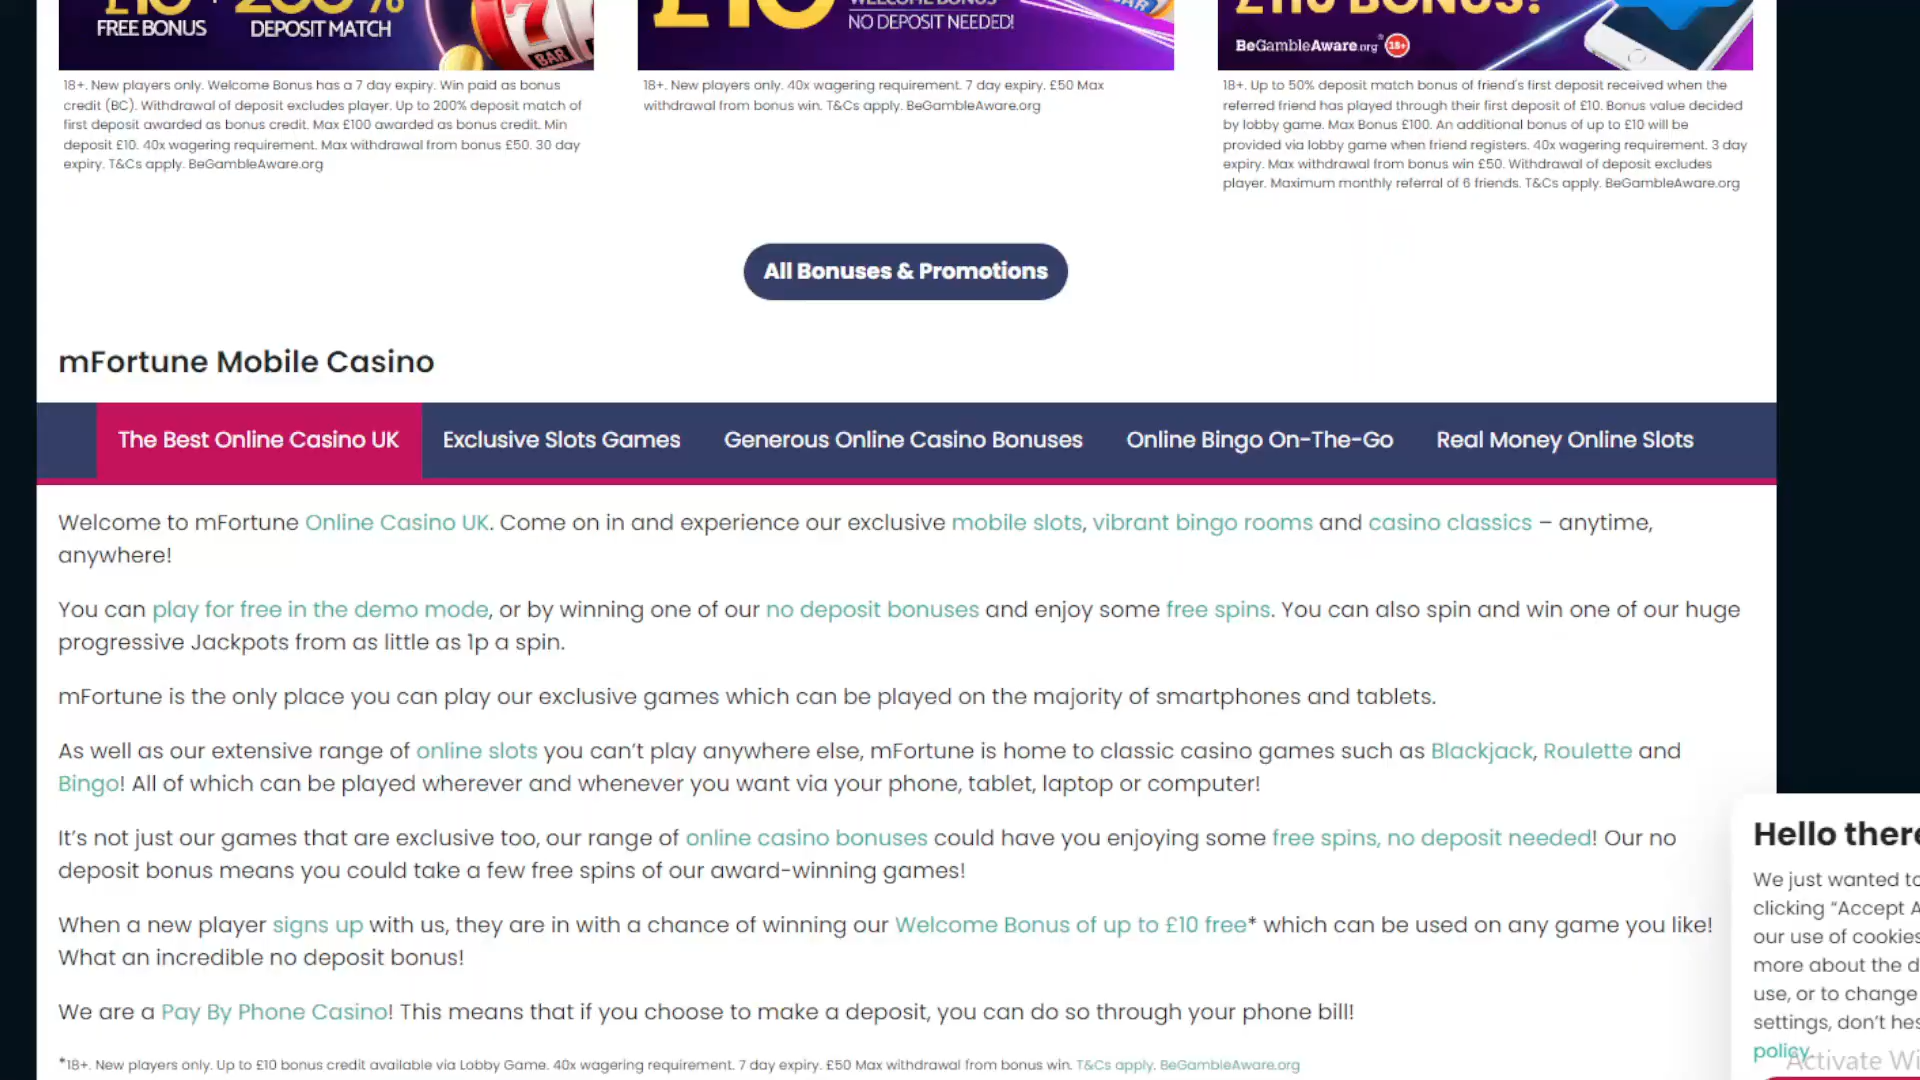 FREE BONUS
DEPOSIT MATCH
NO DEPOSIT NEEDED!
BAR
BeGambleAware.org 18+
18+. New players only. Welcome Bonus has a 7 day expiry. Win paid as bonus
credit (BC). Withdrawal of deposit excludes player. Up to 200% deposit match of
first deposit awarded as bonus credit. Max £100 awarded as bonus credit. Min
deposit £10. 40x wagering requirement. Max withdrawal from bonus £50. 30 day
expiry. T&Cs apply. BeGambleAware.org
18+. New players only. 40x wagering requirement. 7 day expiry. £50 Max
withdrawal from bonus win. T&Cs apply. BeGambleAware.org
18+. Up to 50% deposit match bonus of friend's first deposit received when the
referred friend has played through their first deposit of £10. Bonus value decided
by lobby game. Max Bonus £100. An additional bonus of up to £10 will be
provided via lobby game when friend registers. 40x wagering requirement. 3 day
expiry. Max withdrawal from bonus win £50. Withdrawal of deposit excludes
player. Maximum monthly referral of 6 friends. T&Cs apply. BeGambleAware.org
All Bonuses & Promotions
mFortune Mobile Casino
The Best Online Casino UK Exclusive Slots Games Generous Online Casino Bonuses Online Bingo On-The-Go Real Money Online Slots
Welcome to mFortune Online Casino UK. Come on in and experience our exclusive mobile slots, vibrant bingo rooms and casino classics – anytime,
anywhere!
You can play for free in the demo mode, or by winning one of our no deposit bonuses and enjoy some free spins. You can also spin and win one of our huge
progressive Jackpots from as little as 1p a spin.
mFortune is the only place you can play our exclusive games which can be played on the majority of smartphones and tablets.
As well as our extensive range of online slots you can’t play anywhere else, mFortune is home to classic casino games such as Blackjack, Roulette and
Bingo! All of which can be played wherever and whenever you want via your phone, tablet, laptop or computer!
It’s not just our games that are exclusive too, our range of online casino bonuses could have you enjoying some free spins, no deposit needed! Our no
deposit bonus means you could take a few free spins of our award-winning games!
When a new player signs up with us, they are in with a chance of winning our Welcome Bonus of up to £10 free* which can be used on any game you like!
What an incredible no deposit bonus!
We are a Pay By Phone Casino! This means that if you choose to make a deposit, you can do so through your phone bill!
*18+. New players only. Up to £10 bonus credit available via Lobby Game. 40x wagering requirement. 7 day expiry. £50 Max withdrawal from bonus win. T&Cs apply. BeGambleAware.org
Hello there
We just wanted to
clicking “Accept A
our use of cookies
more about the d
use, or to change
settings, don’t hes
policy.
Activate Wi